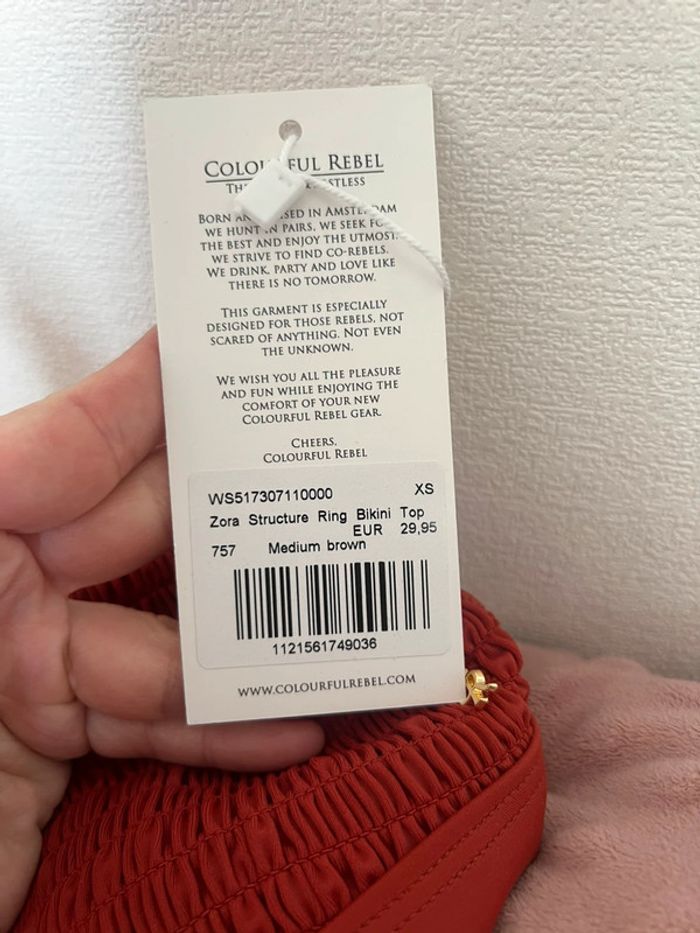 COLOURFUL REBEL
BORN IN AMSTERDAM
WE HUNT IN PAIRS, WE SEEK FOR
THE BEST AND ENJOY THE UTMOST.
WE STRIVE TO FIND CO-REBELS.
WE DRINK, PARTY AND LOVE LIKE
THERE IS NO TOMORROW.
THIS GARMENT IS ESPECIALLY
DESIGNED FOR THOSE REBELS, NOT
SCARED OF ANYTHING. NOT EVEN
THE UNKNOWN.
WE WISH YOU ALL THE PLEASURE
AND FUN WHILE ENJOYING THE
COMFORT OF YOUR NEW
COLOURFUL REBEL GEAR.
CHEERS,
COLOURFUL REBEL
WS517307110000 XS
Zora Structure Ring Bikini Top
EUR 29,95
757 Medium brown
1121561749036
WWW.COLOURFULREBEL.COM